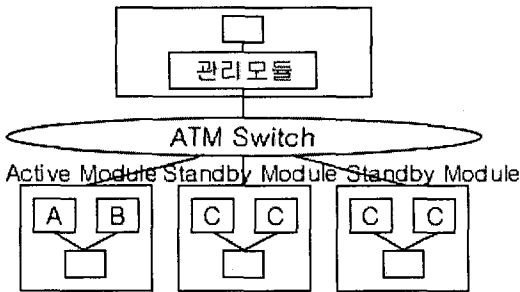 관리모듈
ATM Switch
Active Module Standby Module Standby Module
A B C C C C